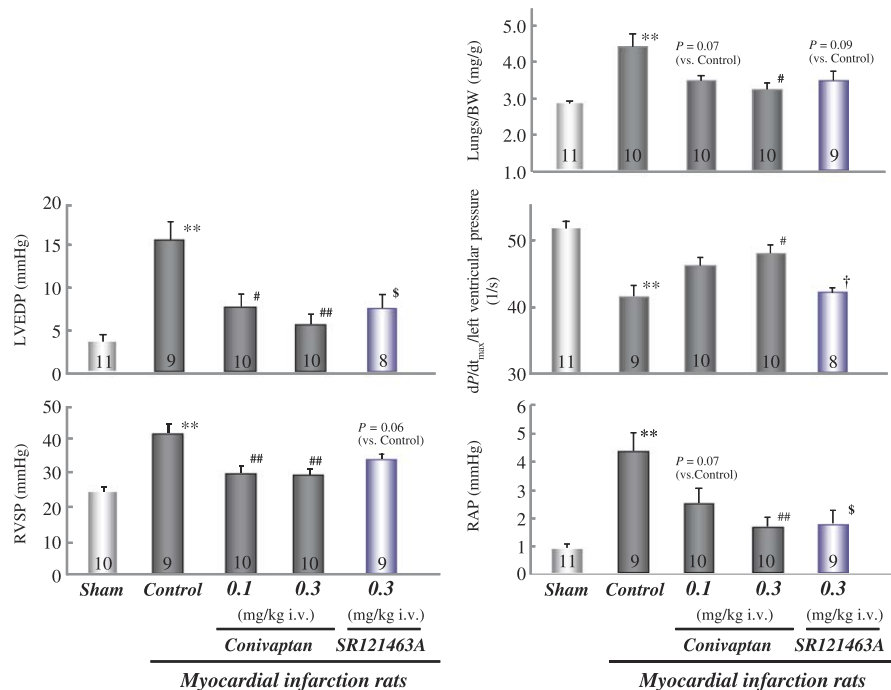 5.0
4.0
3.0
2.0
1.0
Lungs/BW (mg/g)
**
P = 0.07
(vs. Control)
#
P = 0.09
(vs. Control)
11
10
10
10
9
20
15
10
5
0
LVEDP (mmHg)
**
#
##
$
11
9
10
10
8
50
40
30
dP/dtmax/left ventricular pressure
(1/s)
**
#
†
11
9
10
10
8
50
40
30
20
10
0
RVSP (mmHg)
**
##
##
P = 0.06
(vs. Control)
10
9
10
10
9
Sham
Control
0.1
0.3
0.3
(mg/kg i.v.)
(mg/kg i.v.)
Conivaptan
SR121463A
Myocardial infarction rats
6
5
4
3
2
1
0
RAP (mmHg)
**
P = 0.07
(vs.Control)
##
$
11
9
10
10
9
Sham
Control
0.1
0.3
0.3
(mg/kg i.v.)
(mg/kg i.v.)
Conivaptan
SR121463A
Myocardial infarction rats